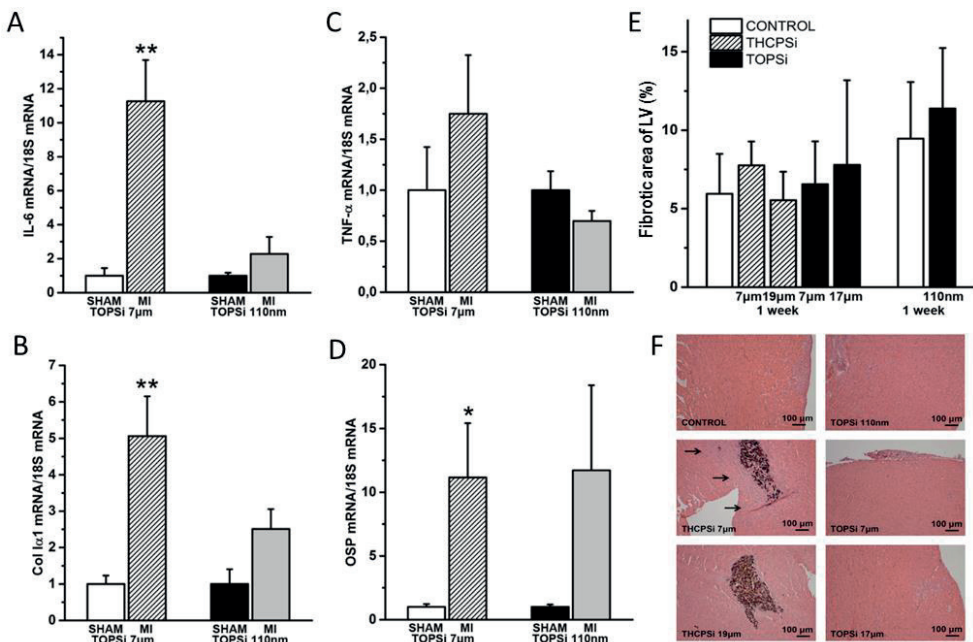 A
IL-6 mRNA/18S mRNA
14
12
10
8
6
4
2
0
**
SHAM MI SHAM MI
TOPSi 7µm TOPSi 110nm
C
TNF-α mRNA/18S mRNA
2,5
2,0
1,5
1,0
0,5
0,0
SHAM MI SHAM MI
TOPSi 7µm TOPSi 110nm
E
Fibrotic area of LV (%)
15
10
5
0
CONTROL
THCPSi
TOPSi
7µm 19µm 7µm 17µm 110nm
1 week 1 week
B
Col Iα1 mRNA/18S mRNA
7
6
5
4
3
2
1
0
**
SHAM MI SHAM MI
TOPSi 7µm TOPSi 110nm
D
OSP mRNA/18S mRNA
20
15
10
5
0
*
SHAM MI SHAM MI
TOPSi 7µm TOPSi 110nm
F
CONTROL 100 µm
TOPSi 110nm 100 µm
THCPSi 7µm 100 µm
TOPSi 7µm 100 µm
THCPSi 19µm 100 µm
TOPSi 17µm 100 µm